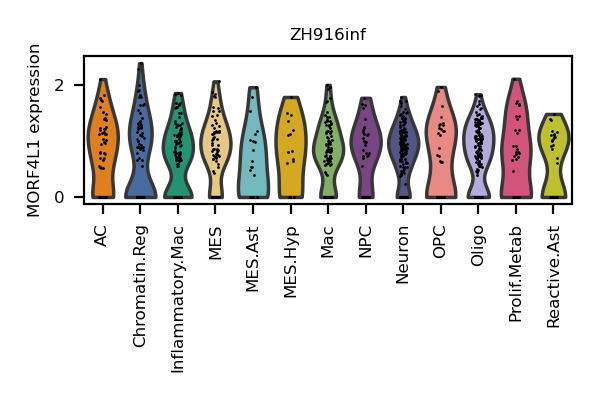 ZH916inf
MORF4L1 expression
2
0
AC
Chromatin.Reg
Inflammatory.Mac
MES
MES.Ast
MES.Hyp
Mac
NPC
Neuron
OPC
Oligo
Prolif.Metab
Reactive.Ast